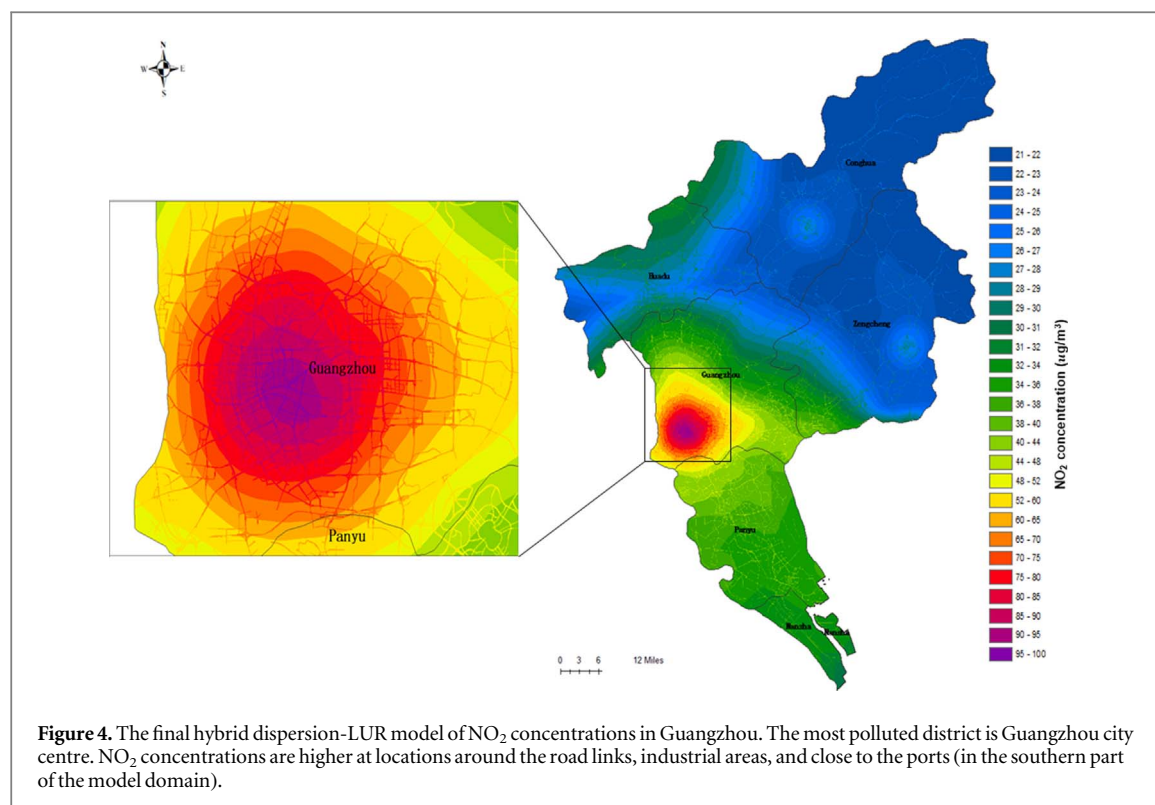 N
W E
S
Conghua
Huadu
Zengcheng
Guangzhou
Guangzhou
Panyu
Panyu
Nansha
Nansha
21 - 22
22 - 23
23 - 24
24 - 25
25 - 26
26 - 27
27 - 28
28 - 29
29 - 30
30 - 31
31 - 32
32 - 34
34 - 36
36 - 38
38 - 40
40 - 44
44 - 48
48 - 52
52 - 60
60 - 65
65 - 70
70 - 75
75 - 80
80 - 85
85 - 90
90 - 95
95 - 100
NO₂ concentration (ug/m³)
0 3 6 12 Miles
Figure 4. The final hybrid dispersion-LUR model of NO₂ concentrations in Guangzhou. The most polluted district is Guangzhou city
centre. NO₂ concentrations are higher at locations around the road links, industrial areas, and close to the ports (in the southern part
of the model domain).